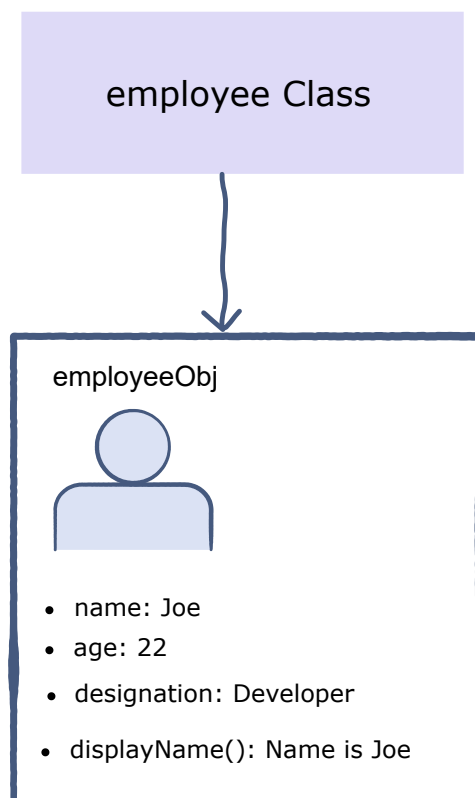 employee Class
employeeObj
name: Joe
age: 22
designation: Developer
displayName(): Name is Joe